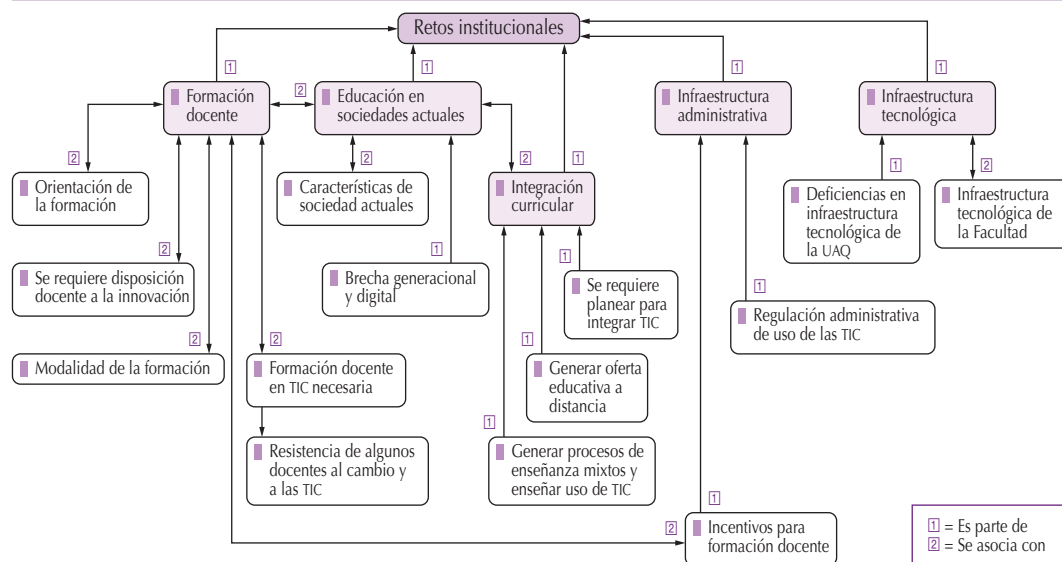 Retos institucionales
1
1
1
1
1
Formación
docente
2
Educación en
sociedades actuales
Infraestructura
administrativa
Infraestructura
tecnológica
2
Orientación de
la formación
2
Características de
sociedad actuales
2
1
Integración
curricular
1
Deficiencias en
infraestructura
tecnológica de
la UAQ
2
Infraestructura
tecnológica de
la Facultad
2
Se requiere disposición
docente a la innovación
1
Brecha generacional
y digital
1
Se requiere
planear para
integrar TIC
1
Regulación administrativa
de uso de las TIC
2
Modalidad de la formación
2
Formación docente
en TIC necesaria
1
Generar oferta
educativa a
distancia
Resistencia de algunos
docentes al cambio y
a las TIC
1
Generar procesos de
enseñanza mixtos y
enseñar uso de TIC
2
1
Incentivos para
formación docente
1 = Es parte de
2 = Se asocia con